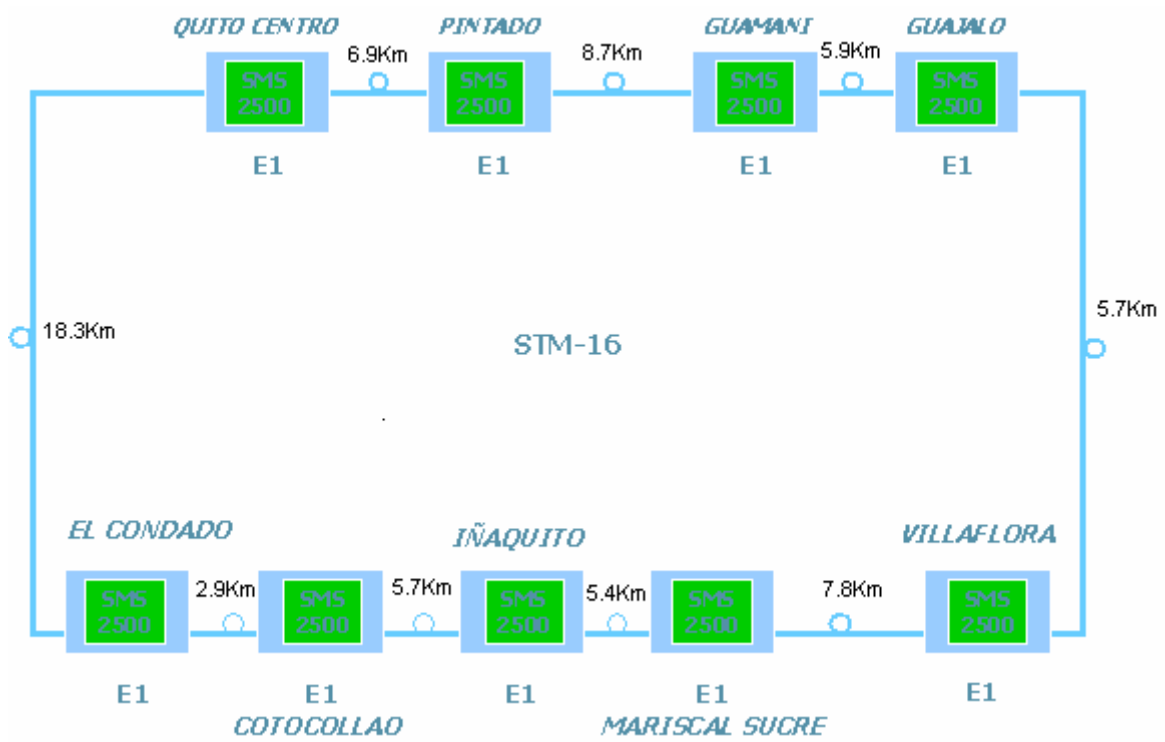 QUITO CENTRO
PINTADO
GUAMANI
GUAJALO
6.9Km
8.7Km
5.9Km
SMS
2500
SMS
2500
SMS
2500
SMS
2500
E1
E1
E1
E1
18.3Km
STM-16
5.7Km
EL CONDADO
IÑAQUITO
VILLAFLORA
2.9Km
5.7Km
5.4Km
7.8Km
SMS
2500
SMS
2500
SMS
2500
SMS
2500
SMS
2500
E1
E1
E1
E1
E1
COTOCOLLAO
MARISCAL SUCRE